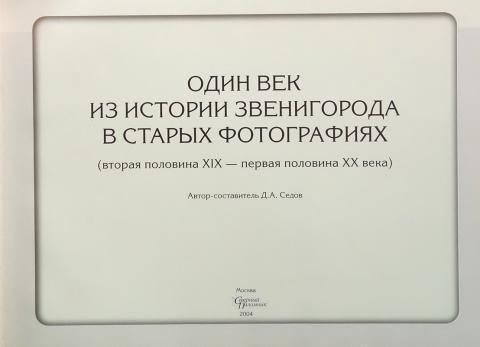 ОДИН ВЕК
ИЗ ИСТОРИИ ЗВЕНИГОРОДА
В СТАРЫХ ФОТОГРАФИЯХ
(вторая половина XIX — первая половина XX века)
Автор-составитель Д.А. Седов
Москва
Северный
Паломник
2004